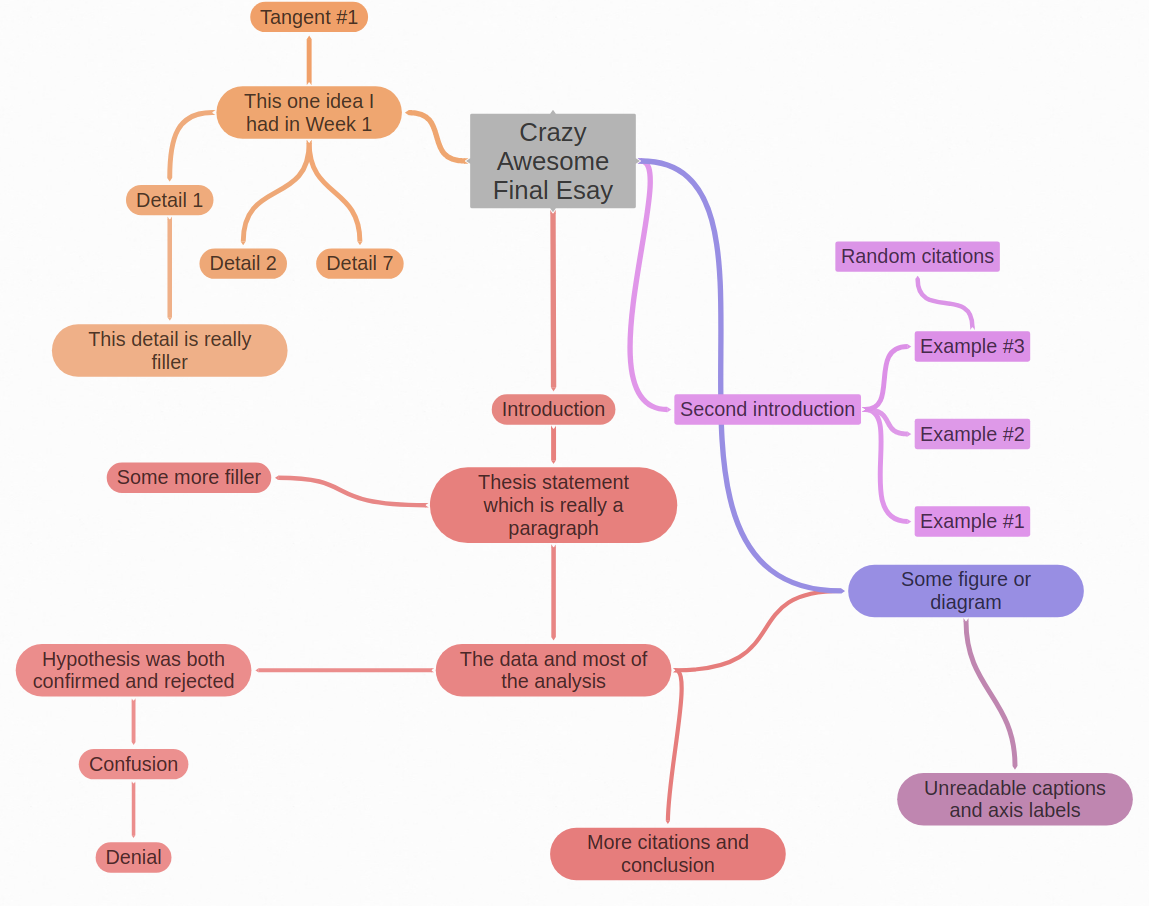 Tangent #1
This one idea I
had in Week 1
Crazy
Awesome
Final Esay
Detail 1
Detail 2
Detail 7
This detail is really
filler
Random citations
Example #3
Introduction
Second introduction
Example #2
Some more filler
Thesis statement
which is really a
paragraph
Example #1
Some figure or
diagram
Hypothesis was both
confirmed and rejected
The data and most of
the analysis
Confusion
Unreadable captions
and axis labels
Denial
More citations and
conclusion